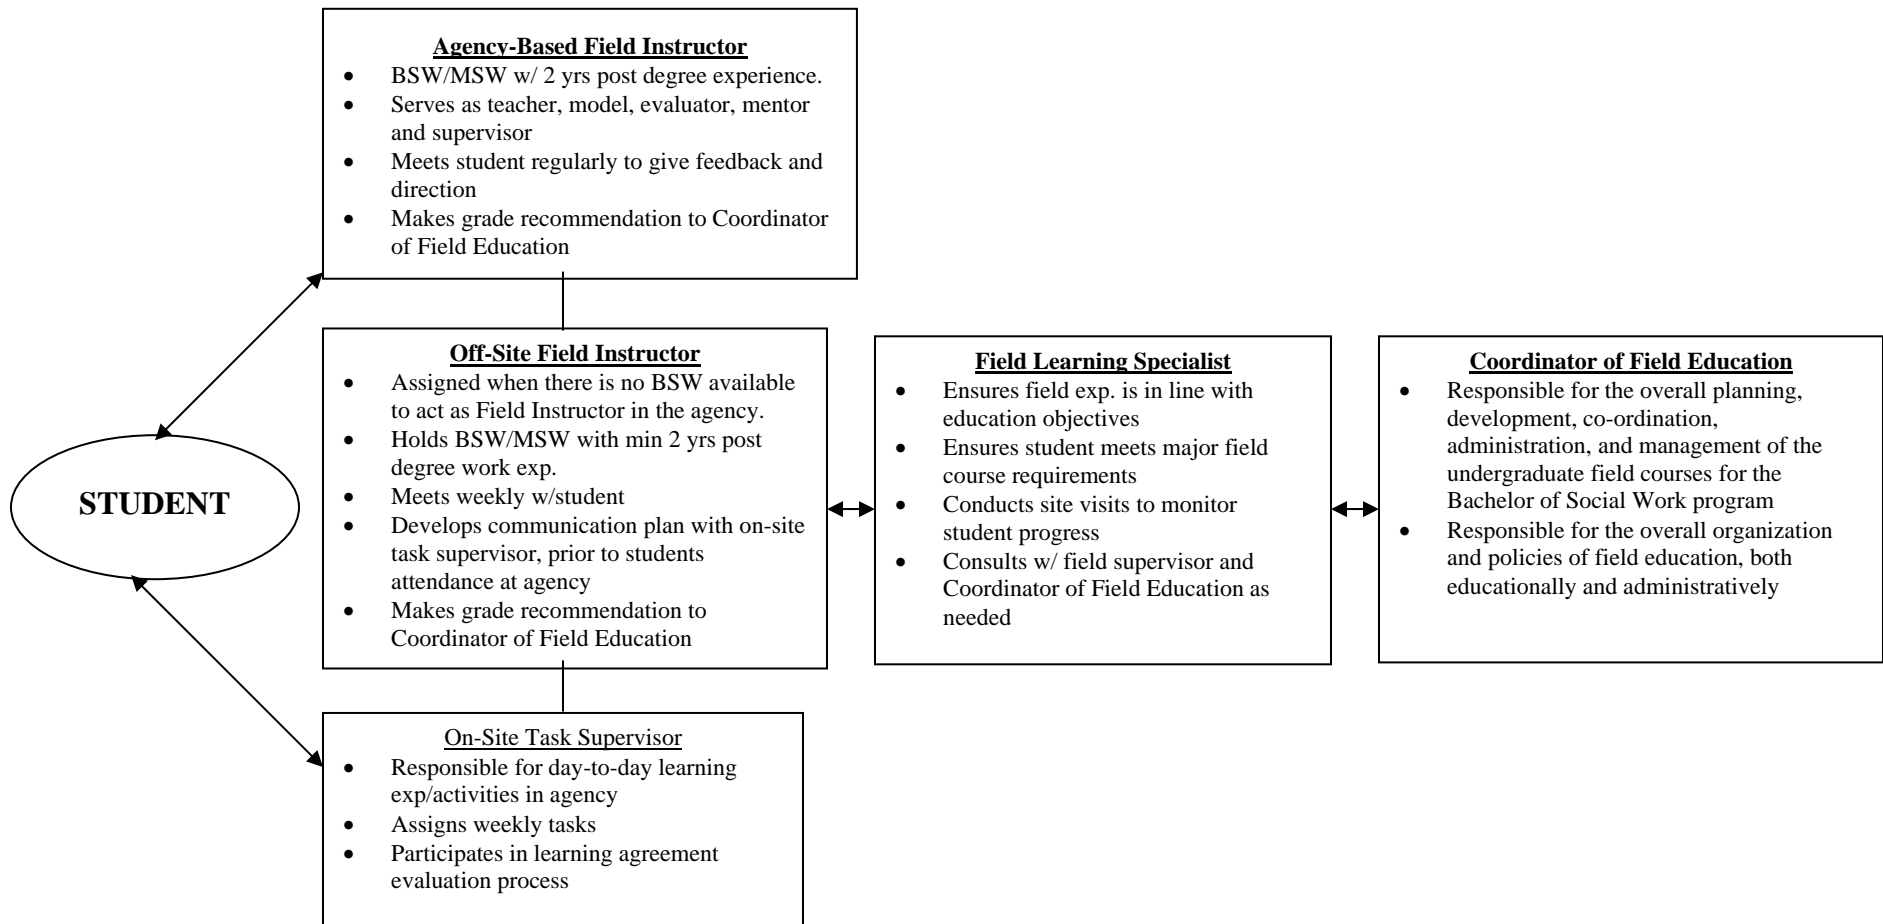 Agency-Based Field Instructor
• BSW/MSW w/ 2 yrs post degree experience.
• Serves as teacher, model, evaluator, mentor
and supervisor
• Meets student regularly to give feedback and
direction
• Makes grade recommendation to Coordinator
of Field Education
STUDENT
Off-Site Field Instructor
• Assigned when there is no BSW available
to act as Field Instructor in the agency.
• Holds BSW/MSW with min 2 yrs post
degree work exp.
• Meets weekly w/student
• Develops communication plan with on-site
task supervisor, prior to students
attendance at agency
• Makes grade recommendation to
Coordinator of Field Education
Field Learning Specialist
• Ensures field exp. is in line with
education objectives
• Ensures student meets major field
course requirements
• Conducts site visits to monitor
student progress
• Consults w/ field supervisor and
Coordinator of Field Education as
needed
Coordinator of Field Education
• Responsible for the overall planning,
development, co-ordination,
administration, and management of the
undergraduate field courses for the
Bachelor of Social Work program
• Responsible for the overall organization
and policies of field education, both
educationally and administratively
On-Site Task Supervisor
• Responsible for day-to-day learning
exp/activities in agency
• Assigns weekly tasks
• Participates in learning agreement
evaluation process